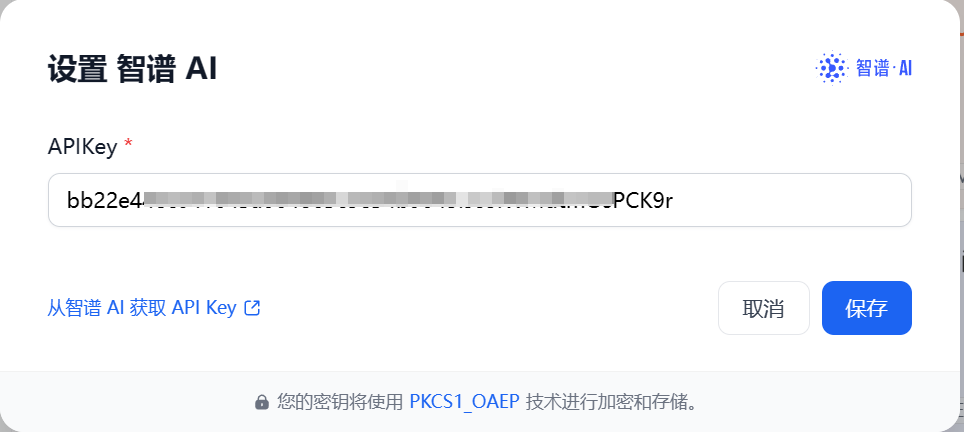 设置 智谱 AI
智谱·AI
APIKey *
bb22e4 PCK9r
从智谱 AI 获取 API Key
取消
保存
您的密钥将使用 PKCS1_OAEP 技术进行加密和存储。